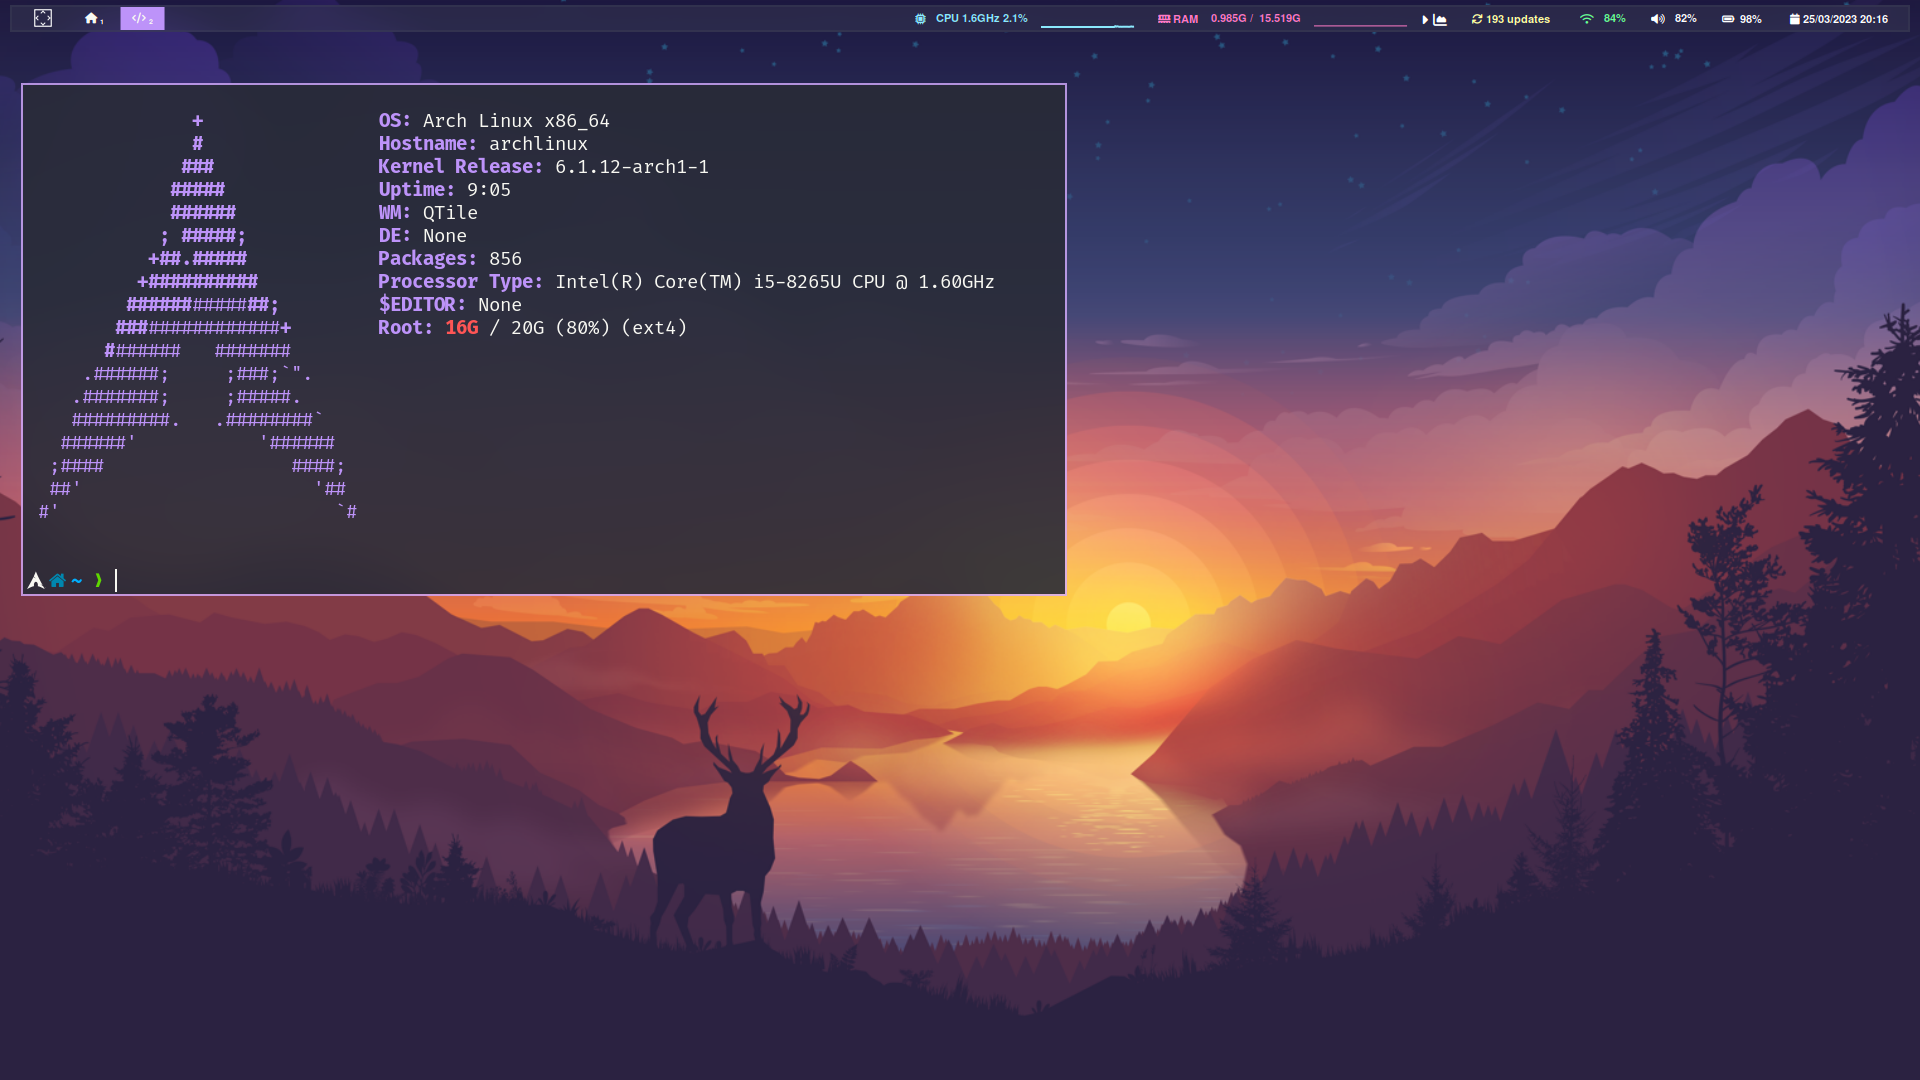 1 </> 2 CPU 1.6GHz 2.1% RAM 0.985G / 15.519G 193 updates 84% 82% 98% 25/03/2023 20:16
+ OS: Arch Linux x86_64
# Hostname: archlinux
### Kernel Release: 6.1.12-arch1-1
##### Uptime: 9:05
###### WM: QTile
; #####; DE: None
+##.##### Packages: 856
+########## Processor Type: Intel(R) Core(TM) i5-8265U CPU @ 1.60GHz
#############; $EDITOR: None
###############+ Root: 16G / 20G (80%) (ext4)
####### #######
.######; ;###;`".
.#######; ;#####.
#########. .########`
######' '######
;#### ####;
##' '##
#' `#
~ ❯